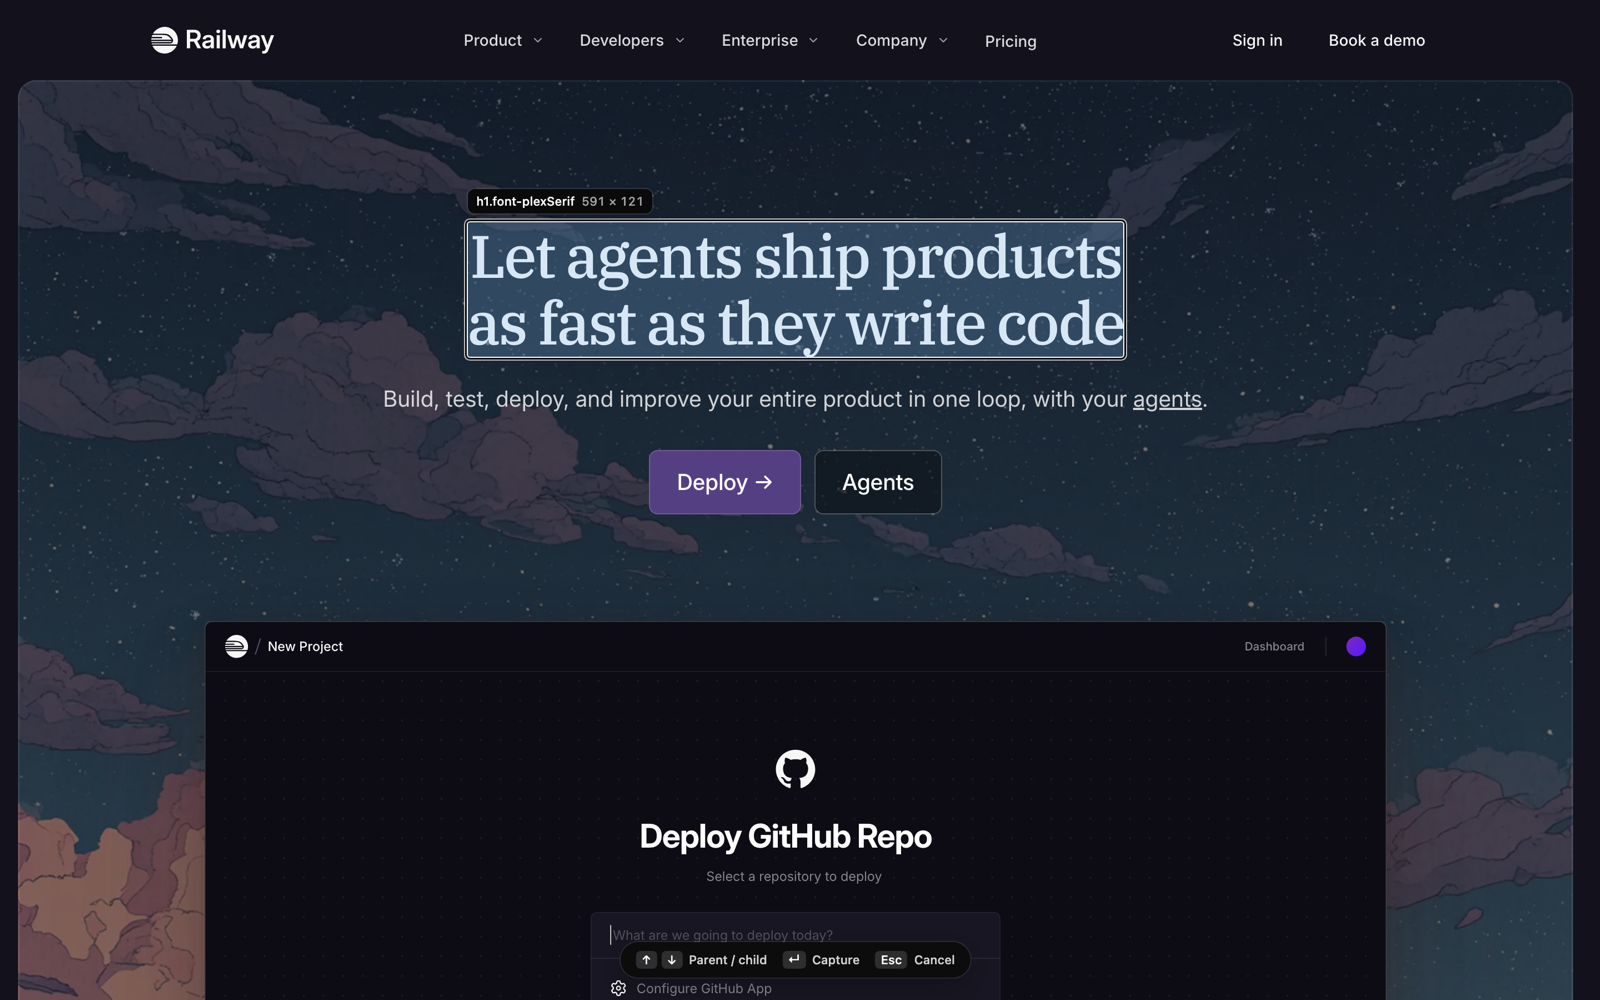 Railway
Product
Developers
Enterprise
Company
Pricing
Sign in
Book a demo
h1.font-plexSerif 591 × 121
Let agents ship products
as fast as they write code
Build, test, deploy, and improve your entire product in one loop, with your agents.
Deploy →
Agents
/ New Project
Dashboard
Deploy GitHub Repo
Select a repository to deploy
What are we going to deploy today?
↑ ↓ Parent / child ↵ Capture Esc Cancel
Configure GitHub App